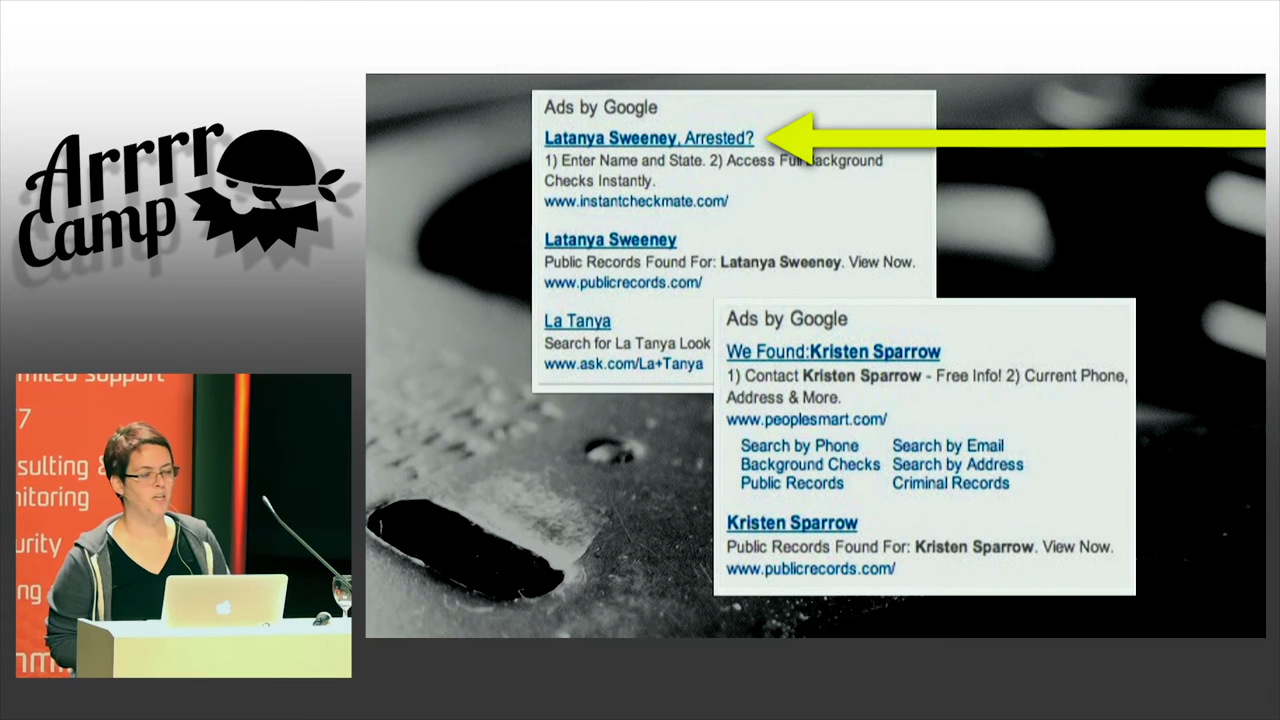 Arrrr
Camp
Ads by Google
Latanya Sweeney, Arrested?
1) Enter Name and State. 2) Access Full Background
Checks Instantly.
www.instantcheckmate.com/
Latanya Sweeney
Public Records Found For: Latanya Sweeney. View Now.
www.publicrecords.com/
La Tanya
Search for La Tanya Look
www.ask.com/La+Tanya
Ads by Google
We Found:Kristen Sparrow
1) Contact Kristen Sparrow - Free Info! 2) Current Phone,
Address & More.
www.peoplesmart.com/
Search by Phone Search by Email
Background Checks Search by Address
Public Records Criminal Records
Kristen Sparrow
Public Records Found For: Kristen Sparrow. View Now.
www.publicrecords.com/
support
7
sulting &
nitoring
urity
ng